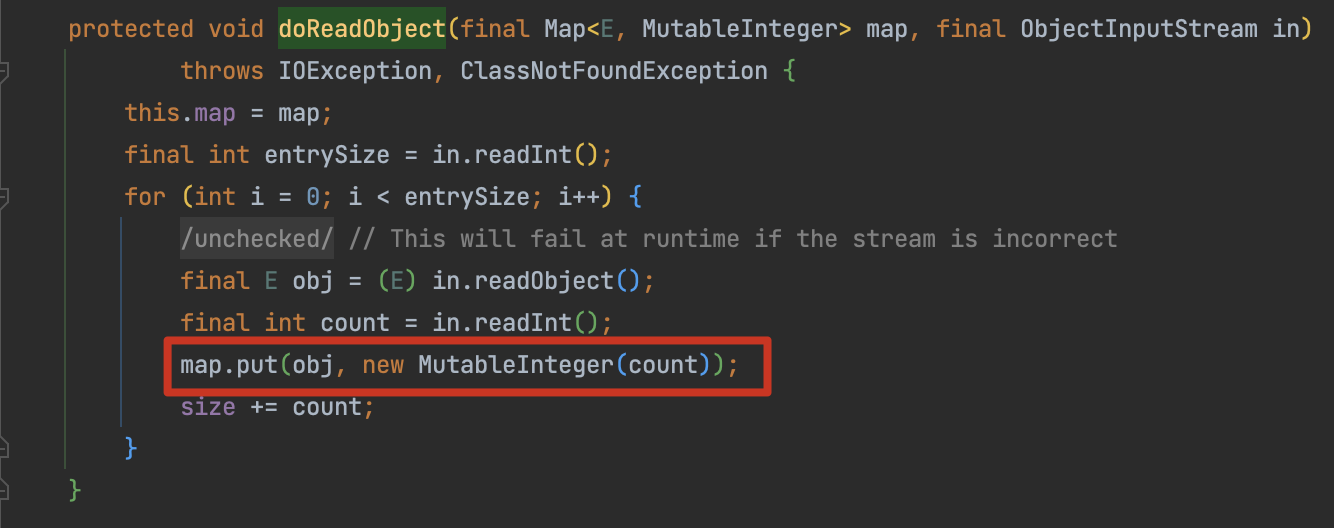 protected void doReadObject(final Map<E, MutableInteger> map, final ObjectInputStream in)
throws IOException, ClassNotFoundException {
this.map = map;
final int entrySize = in.readInt();
for (int i = 0; i < entrySize; i++) {
/unchecked/ // This will fail at runtime if the stream is incorrect
final E obj = (E) in.readObject();
final int count = in.readInt();
map.put(obj, new MutableInteger(count));
size += count;
}
}